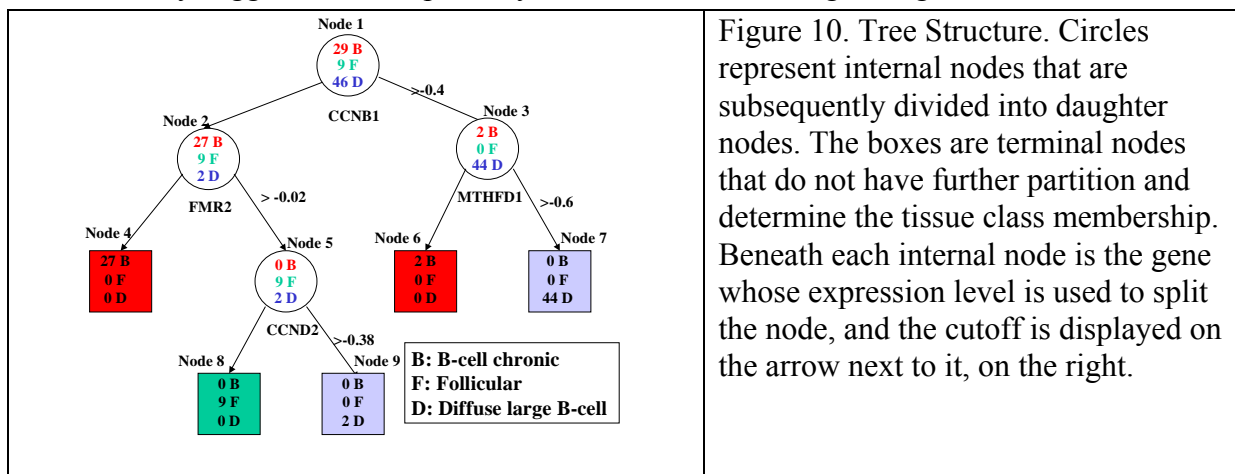 Node 1
29 B
9 F
46 D
>-0.4
CCNB1
Node 2
27 B
9 F
2 D
FMR2
Node 3
2 B
0 F
44 D
MTHFD1
> -0.02
>-0.6
Node 4
27 B
0 F
0 D
Node 5
0 B
9 F
2 D
CCND2
Node 6
2 B
0 F
0 D
Node 7
0 B
0 F
44 D
>-0.38
Node 8
0 B
9 F
0 D
Node 9
0 B
0 F
2 D
B: B-cell chronic
F: Follicular
D: Diffuse large B-cell
Figure 10. Tree Structure. Circles
represent internal nodes that are
subsequently divided into daughter
nodes. The boxes are terminal nodes
that do not have further partition and
determine the tissue class membership.
Beneath each internal node is the gene
whose expression level is used to split
the node, and the cutoff is displayed on
the arrow next to it, on the right.